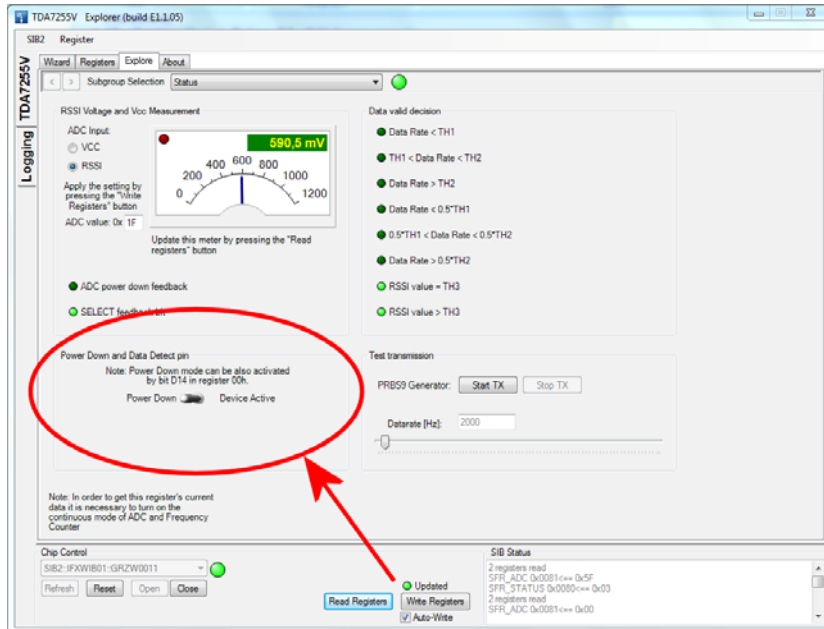 TDA7255V Explorer (build E1.1.05)
SIB2 Register
TDA7255V
Logging
Wizard Registers Explore About
< > Subgroup Selection Status
RSSI Voltage and Vcc Measurement
ADC Input:
VCC
RSSI
Apply the setting by
pressing the "Write
Registers" button
ADC value: 0x 1F
590,5 mV
0 200 400 600 800 1000 1200
Update this meter by pressing the "Read
registers" button
ADC power down feedback
SELECT feedback bit
Data valid decision
Data Rate < TH1
TH1 < Data Rate < TH2
Data Rate > TH2
Data Rate < 0.5*TH1
0.5*TH1 < Data Rate < 0.5*TH2
Data Rate > 0.5*TH2
RSSI value = TH3
RSSI value > TH3
Power Down and Data Detect pin
Note: Power Down mode can be also activated
by bit D14 in register 00h.
Power Down Device Active
Test transmission
PRBS9 Generator: Start TX Stop TX
Datarate [Hz]: 2000
Note: In order to get this register's current
data it is necessary to turn on the
continuous mode of ADC and Frequency
Counter
Chip Control
SIB2::IFXWIB01::GRZW0011
Refresh Reset Open Close
Updated
Read Registers Write Registers
Auto-Write
SIB Status
2 registers read
SFR_ADC 0x0081<== 0x5F
SFR_STATUS 0x0080<== 0x03
2 registers read
SFR_ADC 0x0081<== 0x00